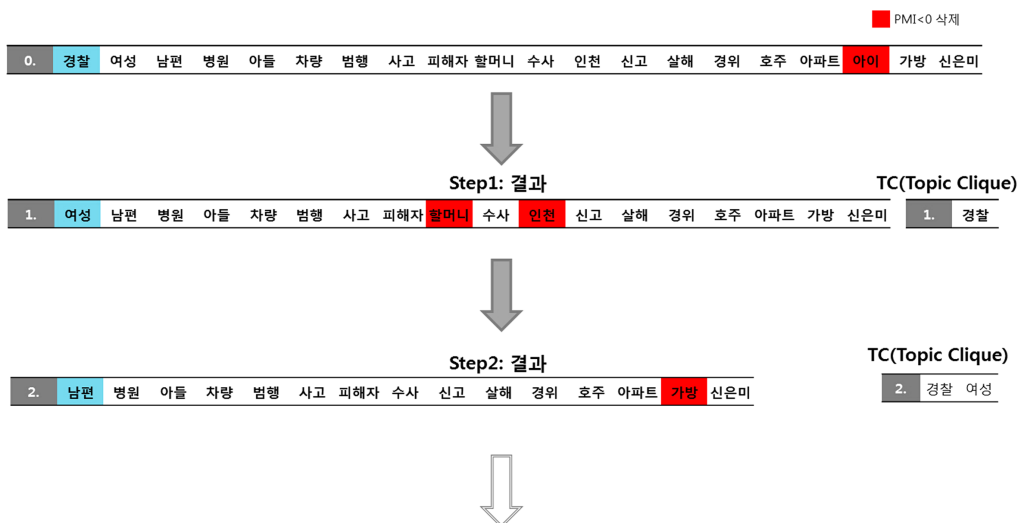 PMI<0 삭제
0. 경찰 여성 남편 병원 아들 차량 범행 사고 피해자 할머니 수사 인천 신고 살해 경위 호주 아파트 아이 가방 신은미
Step1: 결과
TC(Topic Clique)
1. 여성 남편 병원 아들 차량 범행 사고 피해자 할머니 수사 인천 신고 살해 경위 호주 아파트 가방 신은미
1. 경찰
Step2: 결과
TC(Topic Clique)
2. 남편 병원 아들 차량 범행 사고 피해자 수사 신고 살해 경위 호주 아파트 가방 신은미
2. 경찰 여성